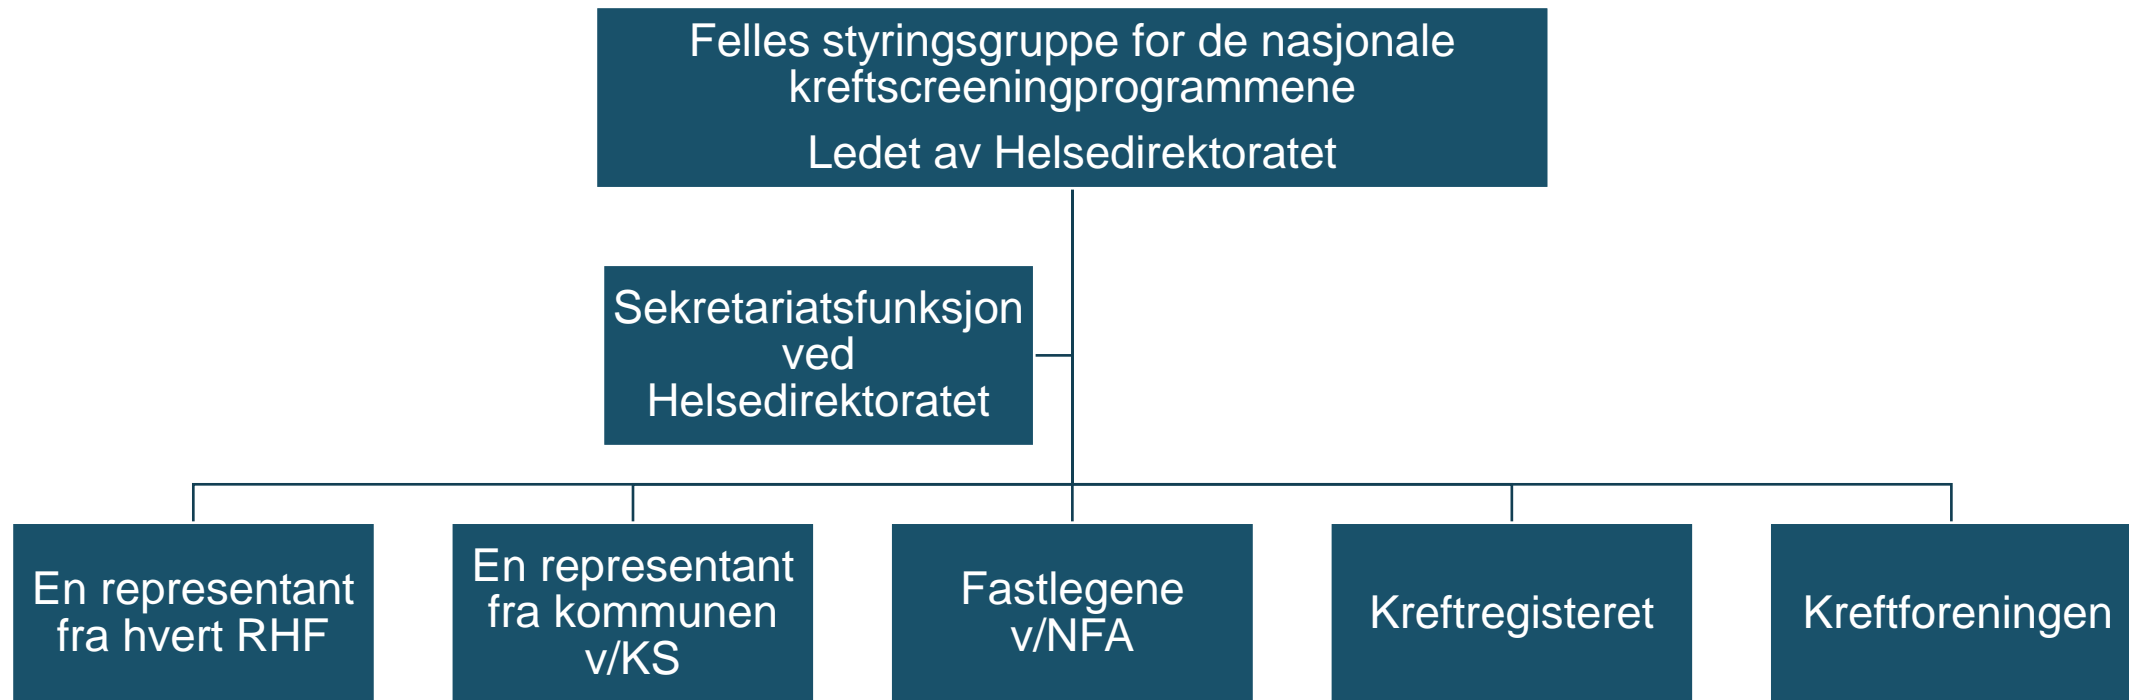 Felles styringsgruppe for de nasjonale
kreftscreeningprogrammene
Ledet av Helsedirektoratet
Sekretariatsfunksjon
ved
Helsedirektoratet
En representant
fra hvert RHF
En representant
fra kommunen
v/KS
Fastlegene
v/NFA
Kreftregisteret
Kreftforeningen